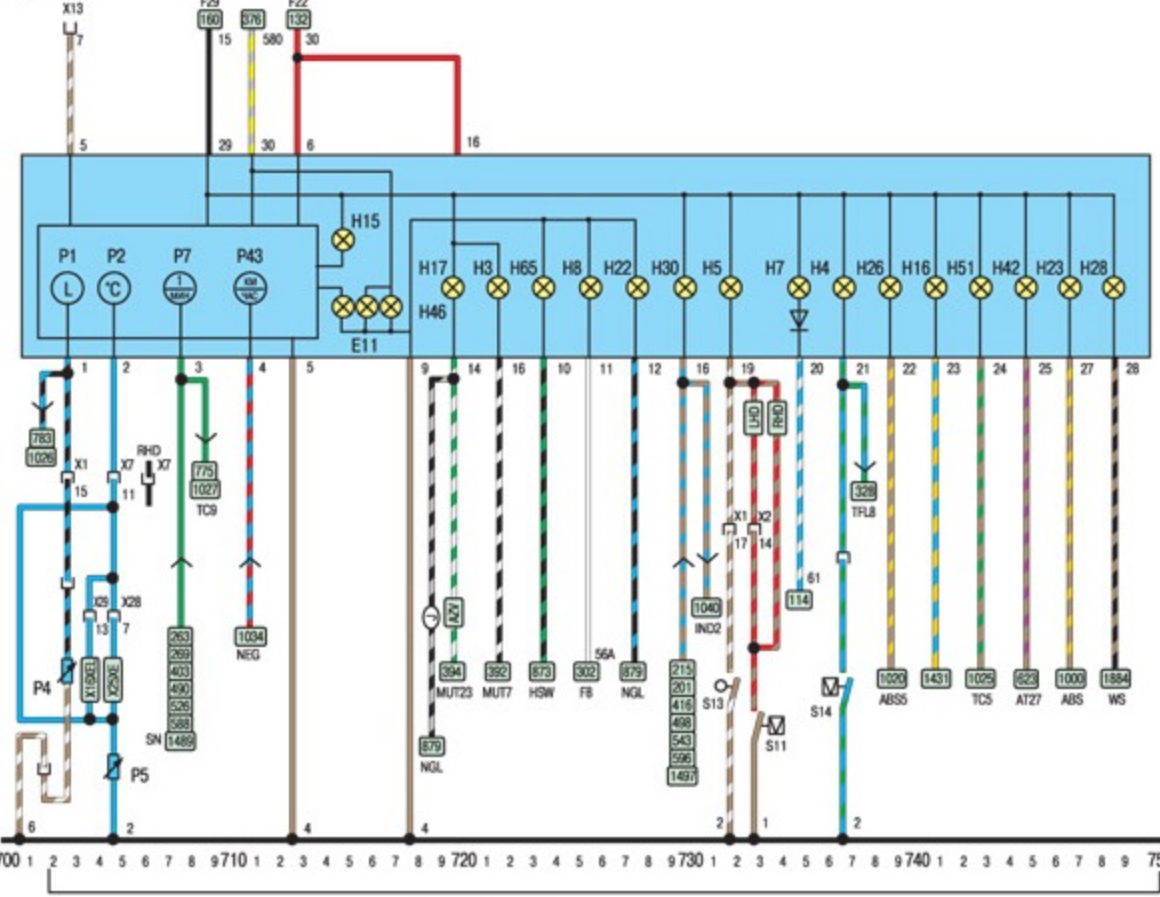 X13 F29 F22
160 376 132
7 15 580 30
5 29 30 6 16
H15
P1 P2 P7 P43
H17 H3 H65 H8 H22 H30 H5 H7 H4 H26 H16 H51 H42 H23 H28
L °C 1 МИН КМ ЧАС
H46
E11
1 2 3 4 5 9 14 16 10 11 12 16 19 20 21 22 23 24 25 27 28
LHD RHD
783
1026
RHD
X1 X7 X7
775
1027
TC9
15 11
328
TFL8
X1 X2
17 14
61
114
X29 X28
13 7
1040
IND2
AZV
263
269
403
490
526
588
SN 1489
1034
NEG
P4 X16XEL X25XE
56A
394 392 873 302 879
MUT23 MUT7 HSW F8 NGL
215
201
416
498
543
596
1497
1020 1431 1025 623 1000 1884
ABS5 TC5 AT27 ABS WS
S13 S14
S11
879
NGL
P5
6 2 4 4 2 1 2
700 1 2 3 4 5 6 7 8 9 710 1 2 3 4 5 6 7 8 9 720 1 2 3 4 5 6 7 8 9 730 1 2 3 4 5 6 7 8 9 740 1 2 3 4 5 6 7 8 9 75